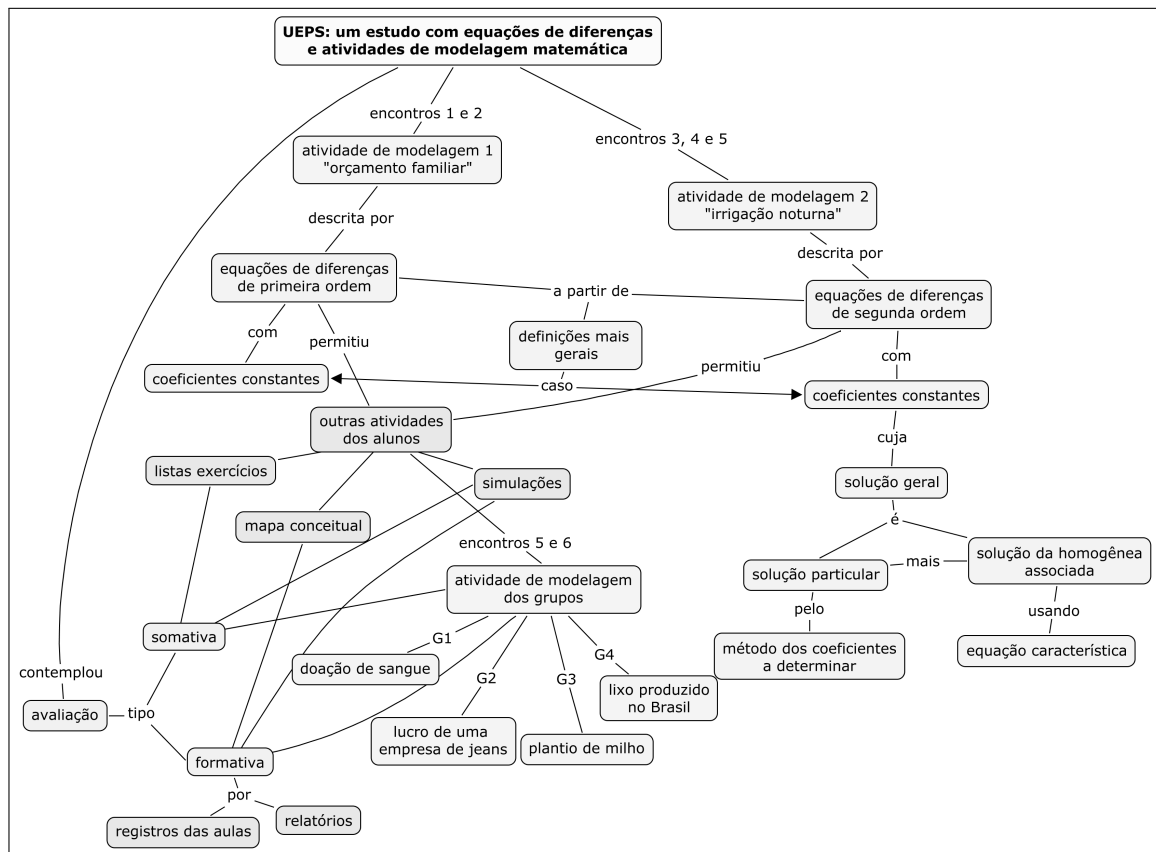 UEPS: um estudo com equações de diferenças
e atividades de modelagem matemática
encontros 1 e 2
encontros 3, 4 e 5
atividade de modelagem 1
"orçamento familiar"
atividade de modelagem 2
"irrigação noturna"
descrita por
descrita por
equações de diferenças
de primeira ordem
a partir de
equações de diferenças
de segunda ordem
com
permitiu
definições mais
gerais
com
permitiu
coeficientes constantes
caso
coeficientes constantes
outras atividades
dos alunos
cuja
listas exercícios
simulações
solução geral
mapa conceitual
é
encontros 5 e 6
solução particular
mais
solução da homogênea
associada
atividade de modelagem
dos grupos
pelo
usando
somativa
G1
doação de sangue
G2
G3
G4
método dos coeficientes
a determinar
equação característica
contemplou
lixo produzido
no Brasil
avaliação
tipo
lucro de uma
empresa de jeans
plantio de milho
formativa
por
registros das aulas
relatórios